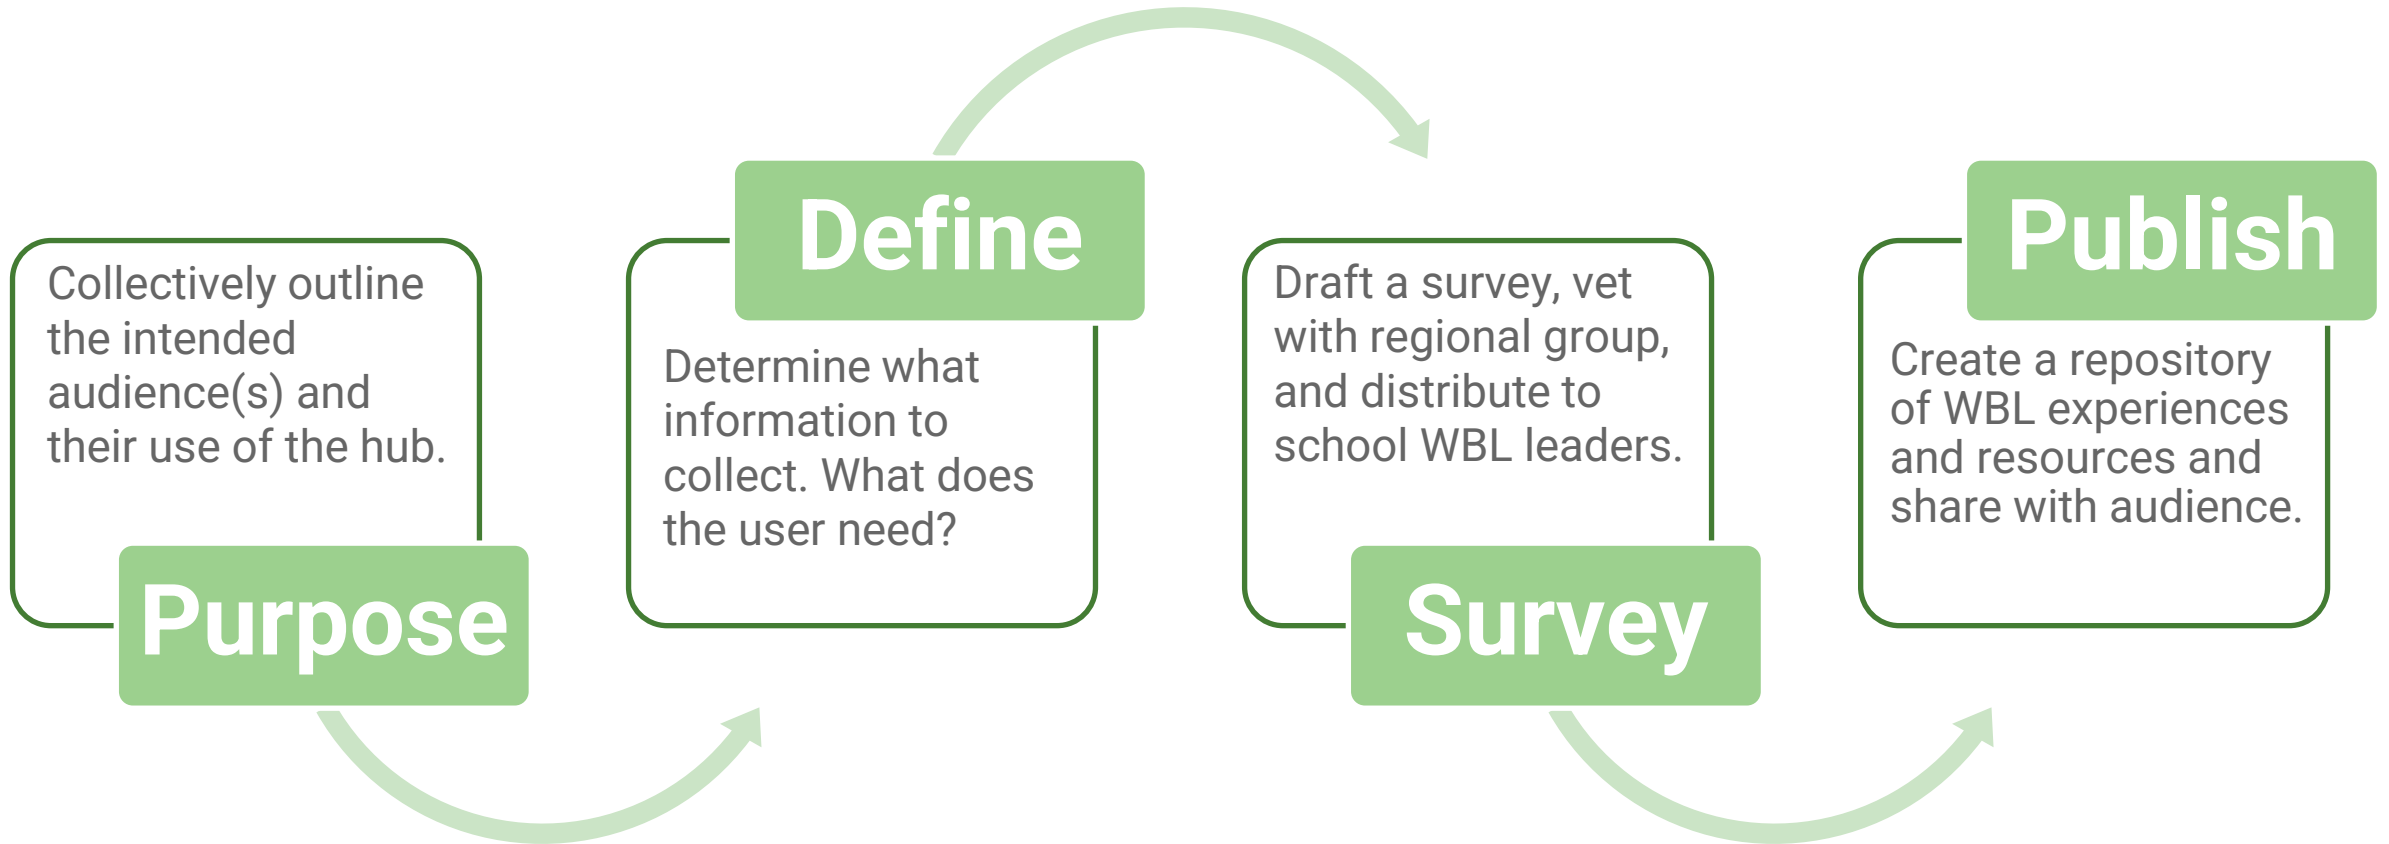 Collectively outline
the intended
audience(s) and
their use of the hub.
Purpose
Define
Determine what
information to
collect. What does
the user need?
Draft a survey, vet
with regional group,
and distribute to
school WBL leaders.
Survey
Publish
Create a repository
of WBL experiences
and resources and
share with audience.